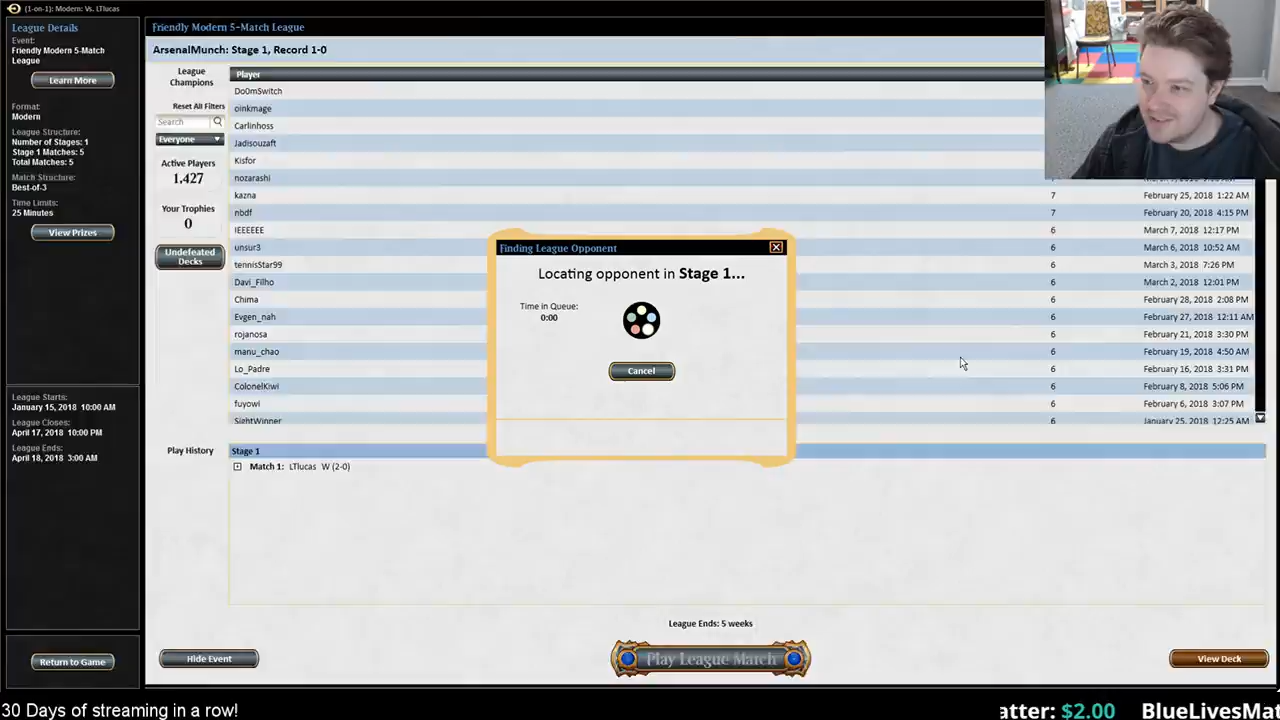 (1-on-1): Modern: Vs. LTlucas
League Details
Event:
Friendly Modern 5-Match
League
Learn More
Format:
Modern
League Structure:
Number of Stages: 1
Stage 1 Matches: 5
Total Matches: 5
Match Structure:
Best-of-3
Time Limits:
25 Minutes
View Prizes
League Starts:
January 15, 2018 10:00 AM
League Closes:
April 17, 2018 10:00 PM
League Ends:
April 18, 2018 3:00 AM
Return to Game
Friendly Modern 5-Match League
ArsenalMunch: Stage 1, Record 1-0
League
Champions
Reset All Filters
Search
Everyone
Active Players
1,427
Your Trophies
0
Undefeated
Decks
Player
Do0mSwitch
oinkmage
Carlinhoss
Jadisouzaft
Kisfor
nozarashi
kazna 7 February 25, 2018 1:22 AM
nbdf 7 February 20, 2018 4:15 PM
IEEEEE 6 March 7, 2018 12:17 PM
unsur3 6 March 6, 2018 10:52 AM
tennisStar99 6 March 3, 2018 7:26 PM
Davi_Filho 6 March 2, 2018 12:01 PM
Chima 6 February 28, 2018 2:08 PM
Evgen_nah 6 February 27, 2018 12:11 AM
rojanosa 6 February 21, 2018 3:30 PM
manu_chao 6 February 19, 2018 4:50 AM
Lo_Padre 6 February 16, 2018 3:31 PM
ColonelKiwi 6 February 8, 2018 5:06 PM
fuyowi 6 February 6, 2018 3:07 PM
SightWinner 6 January 25, 2018 12:25 AM
Finding League Opponent
Locating opponent in Stage 1...
Time in Queue:
0:00
Cancel
Play History
Stage 1
Match 1: LTlucas W (2-0)
League Ends: 5 weeks
Hide Event
Play League Match
View Deck
30 Days of streaming in a row!
atter: $2.00 BlueLivesMat